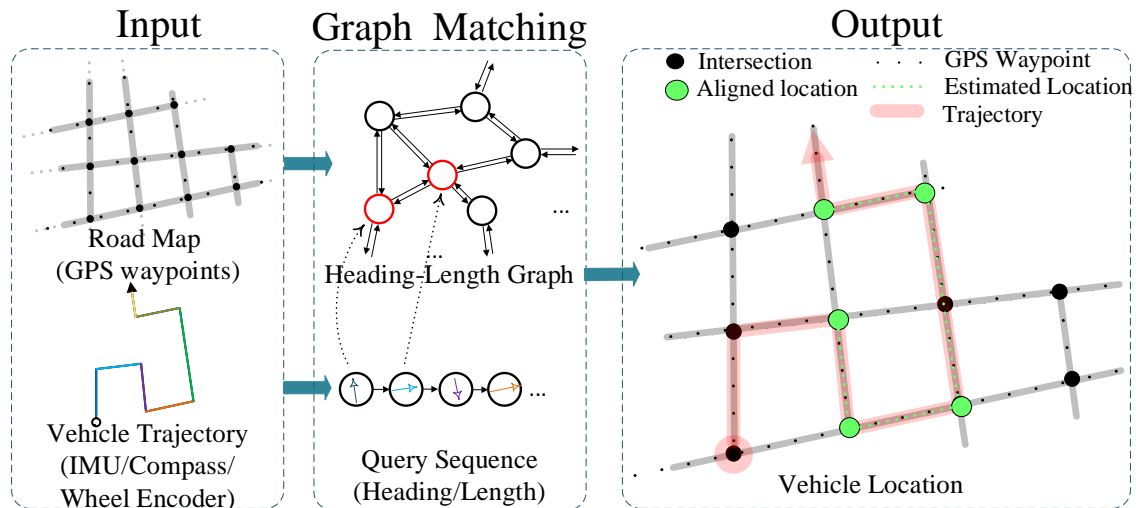 Input
Graph Matching
Output
Road Map
(GPS waypoints)
Vehicle Trajectory
(IMU/Compass/
Wheel Encoder)
...
...
Heading-Length Graph
...
Query Sequence
(Heading/Length)
Intersection
GPS Waypoint
Aligned location
Estimated Location
Trajectory
Vehicle Location